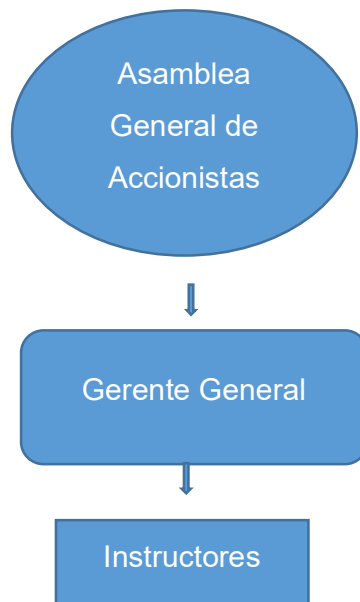 Asamblea
General de
Accionistas
Gerente General
Instructores